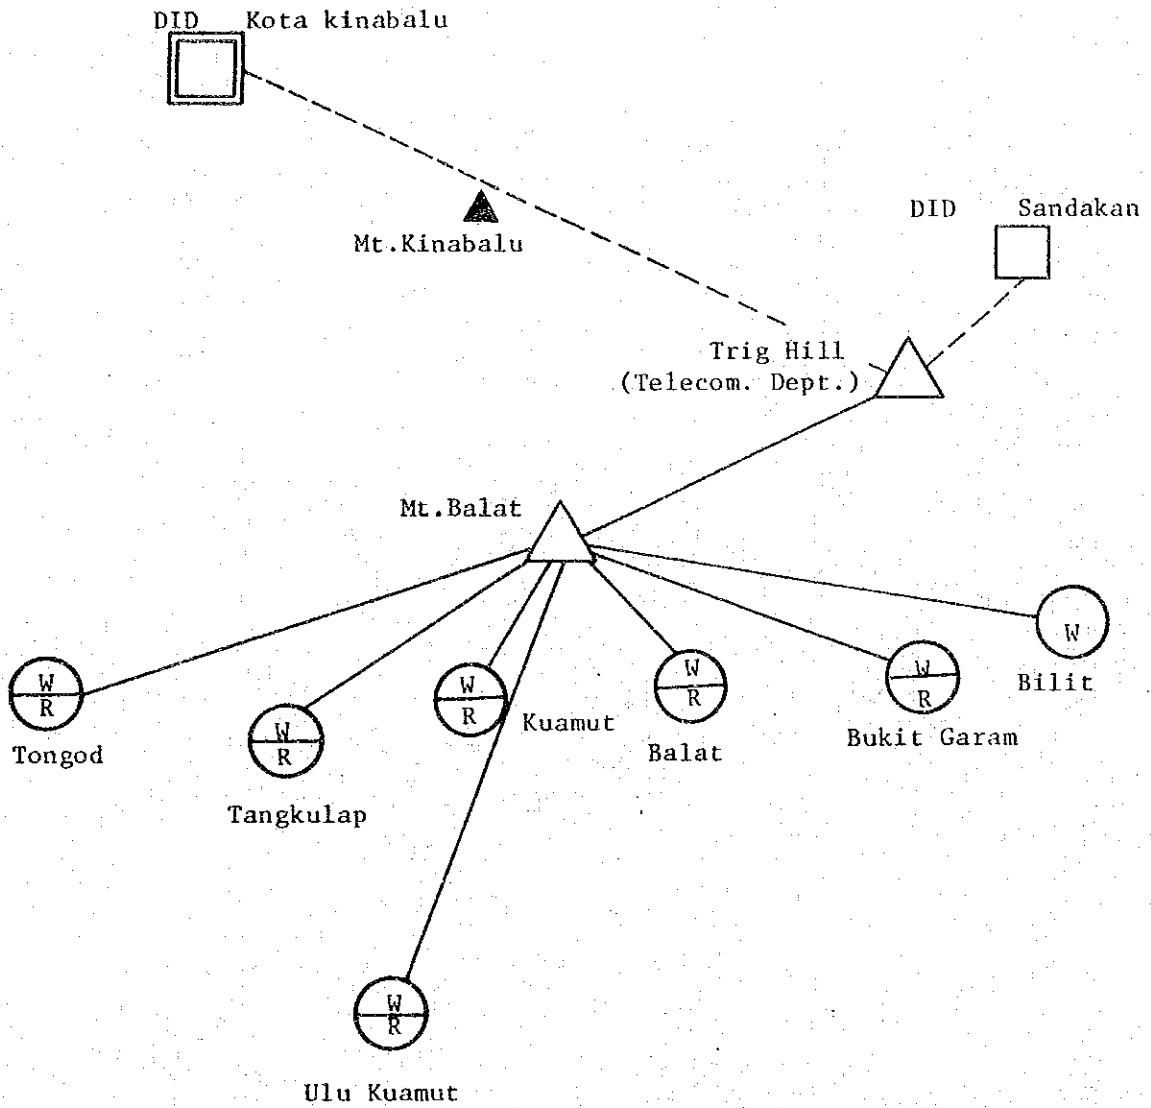 DID Kota kinabalu
Mt.Kinabalu
DID Sandakan
Trig Hill
(Telecom. Dept.)
Mt.Balat
W
R
Tongod
W
R
Tangkulap
W
R
Kuamut
W
R
Balat
W
R
Bukit Garam
W
Bilit
W
R
Ulu Kuamut